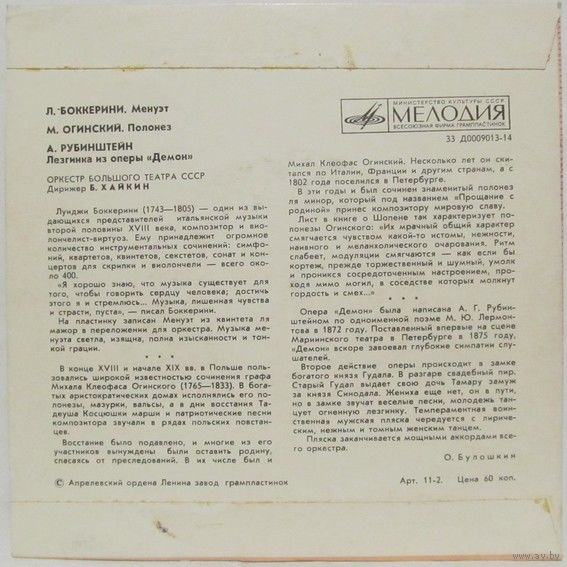 Л. БОККЕРИНИ. Менуэт
М. ОГИНСКИЙ. Полонез
А. РУБИНШТЕЙН
Лезгинка из оперы «Демон»
ОРКЕСТР БОЛЬШОГО ТЕАТРА СССР
Дирижер Б. ХАЙКИН
Луиджи Боккерини (1743—1805) — один из вы-
дающихся представителей итальянской музыки
второй половины XVIII века, композитор и вио-
лончелист-виртуоз. Ему принадлежит огромное
количество инструментальных сочинений: симфо-
ний, квартетов, квинтетов, секстетов, сонат и кон-
цертов для скрипки и виолончели — всего око-
ло 400.
«Я хорошо знаю, что музыка существует для
того, чтобы говорить сердцу человека; достичь
этого я и стремлюсь... Музыка, лишенная чувства
и страсти, пуста», — писал Боккерини.
На пластинку записан Менуэт из квинтета ля
мажор в переложении для оркестра. Музыка ме-
нуэта светла, изящна, полна изысканности и тон-
кой грации.
* * *
В конце XVIII и начале XIX вв. в Польше поль-
зовались широкой известностью сочинения графа
Михала Клеофаса Огинского (1765—1833). В бога-
тых аристократических домах исполнялись его по-
лонезы, мазурки, вальсы, а в дни восстания Та-
деуша Косцюшки марши и патриотические песни
композитора звучали в рядах польских повстан-
цев.
Восстание было подавлено, и многие из его
участников вынуждены были оставить родину,
спасаясь от преследований. В их числе был и
© Апрелевский ордена Ленина завод грампластинок
МИНИСТЕРСТВО КУЛЬТУРЫ СССР
МЕЛОДИЯ
ВСЕСОЮЗНАЯ ФИРМА ГРАМПЛАСТИНОК
33 Д0009013-14
Михал Клеофас Огинский. Несколько лет он ски-
тался по Италии, Франции и другим странам, а с
1802 года поселился в Петербурге.
В эти годы и был сочинен знаменитый полонез
ля минор, который под названием «Прощание с
родиной» принес композитору мировую славу.
Лист в книге о Шопене так характеризует по-
лонезы Огинского: «Их мрачный общий характер
смягчается чувством какой-то истомы, нежности,
наивного и меланхолического очарования. Ритм
слабеет, модуляции смягчаются — как если бы
кортеж, прежде торжественный и шумный, умолк
и проникся сосредоточенным настроением, прохо-
дя мимо могил, в соседстве которых молкнут
гордость и смех...»
* * *
Опера «Демон» была написана А. Г. Рубин-
штейном по одноименной поэме М. Ю. Лермон-
това в 1872 году. Поставленный впервые на сцене
Мариинского театра в Петербурге в 1875 году,
«Демон» вскоре завоевал глубокие симпатии слу-
шателей.
Второе действие оперы происходит в замке
богатого князя Гудала. В разгаре свадебный пир.
Старый Гудал выдает свою дочь Тамару замуж
за князя Синодала. Жениха еще нет, он в пути,
но в замке звучат веселые песни, молодежь тан-
цует огненную лезгинку. Темпераментная воин-
ственная мужская пляска чередуется с лириче-
ским, нежным и томным женским танцем.
Пляска заканчивается мощными аккордами все-
го оркестра.
О. Булошкин
Арт. 11-2. Цена 60 коп.
www.av.by